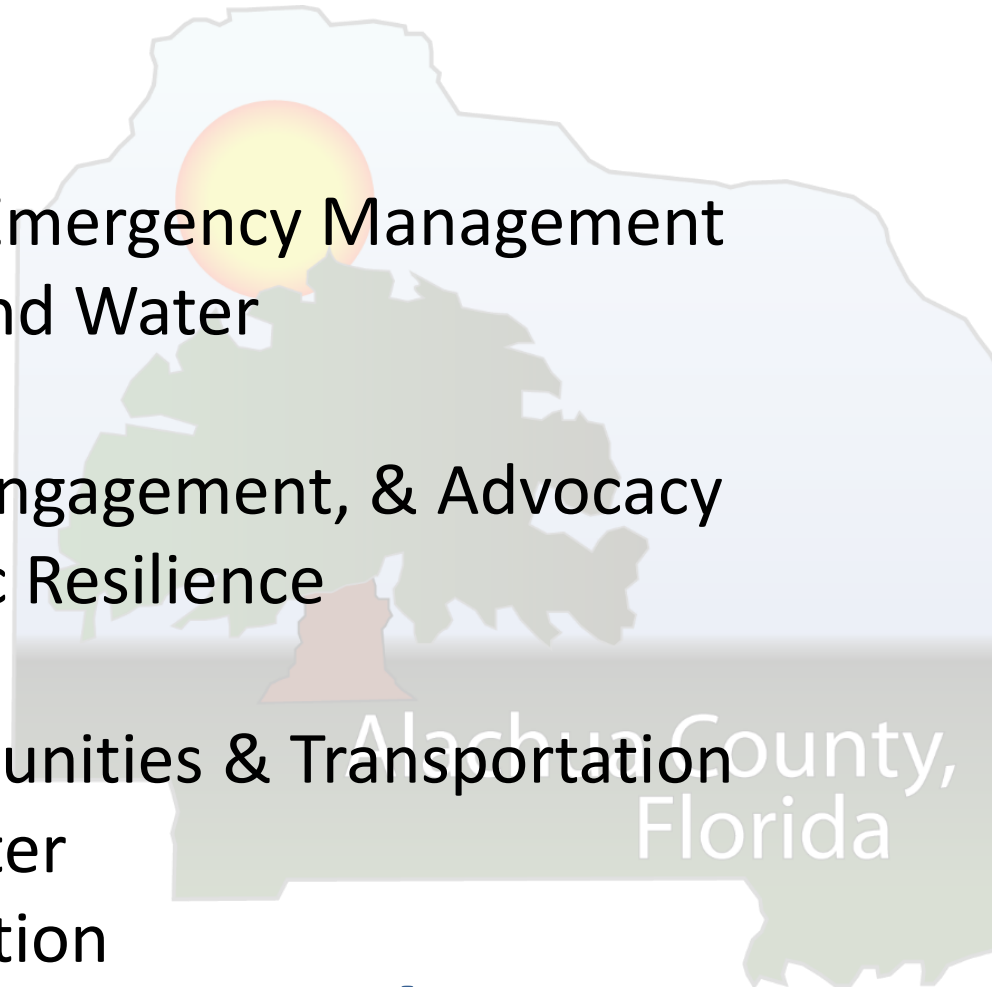 Emergency Management
nd Water
ngagement, & Advocacy
c Resilience
unities & Transportation
Alachua County,
Florida
ter
tion